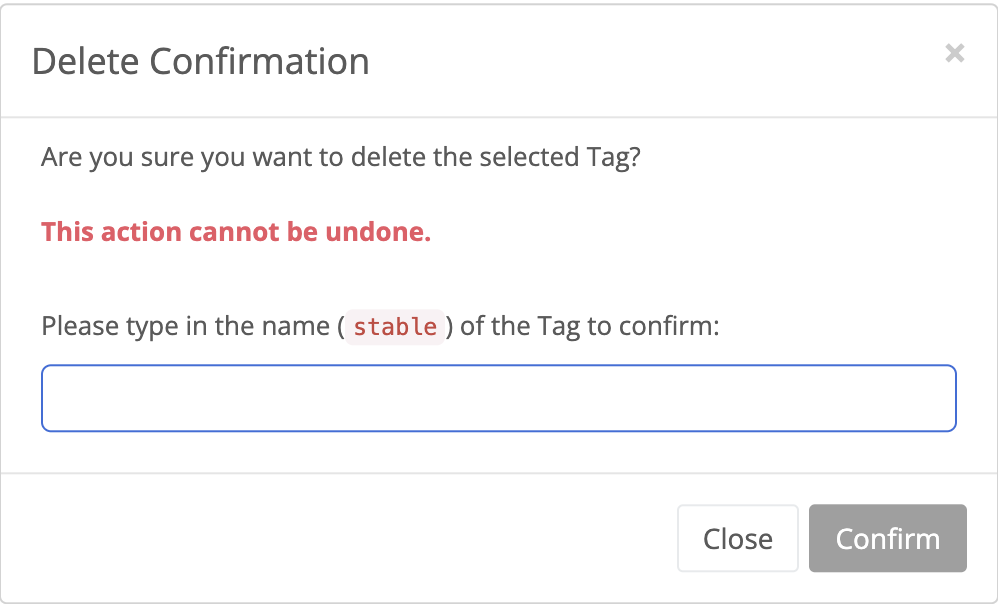 Delete Confirmation
×
Are you sure you want to delete the selected Tag?
This action cannot be undone.
Please type in the name ( stable ) of the Tag to confirm:
Close
Confirm